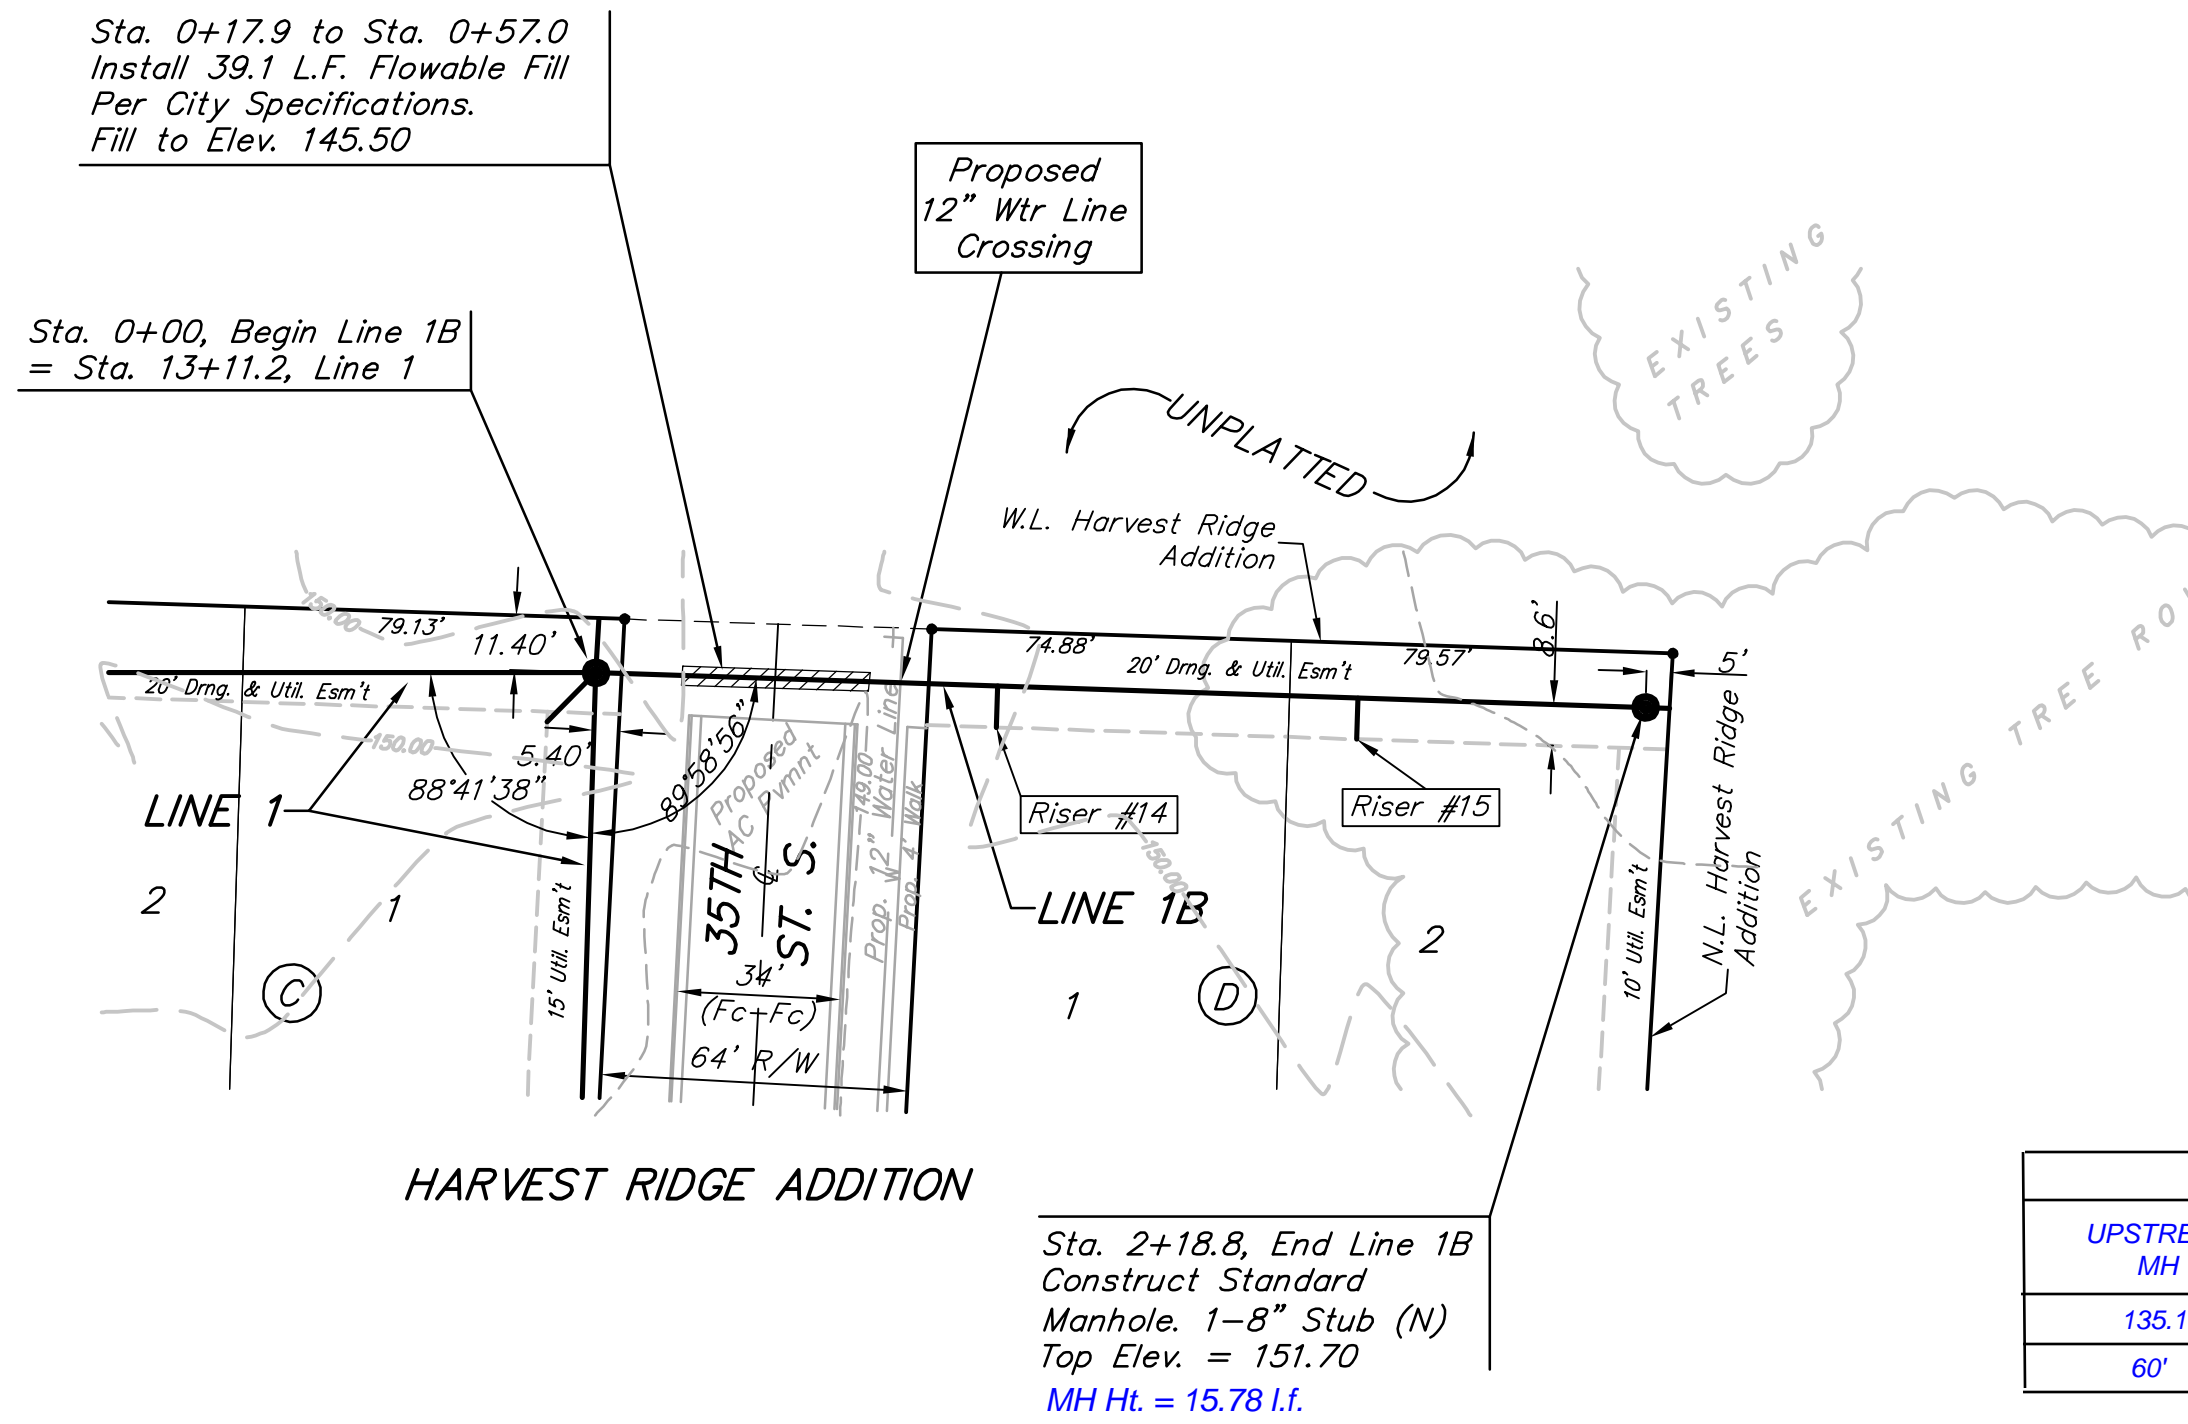 Sta. 0+17.9 to Sta. 0+57.0
Install 39.1 L.F. Flowable Fill
Per City Specifications.
Fill to Elev. 145.50
Proposed
12" Wtr Line
Crossing
Sta. 0+00, Begin Line 1B
= Sta. 13+11.2, Line 1
EXISTING
TREES
UNPLATTED
W.L. Harvest Ridge
Addition
150.00
79.13'
11.40'
74.88'
79.57'
8.6'
5'
20' Drng. & Util. Esm't
20' Drng. & Util. Esm't
150.00
5.40'
88°41'38"
89°58'56"
Proposed
AC Pvmnt
149.00
LINE 1
Riser #14
Riser #15
150.00
LINE 1B
2
1
C
15' Util. Esm't
35TH
ST. S.
℄
Prop. 12" Water Line
Prop. 4' Walk
34'
(Fc-Fc)
64' R/W
1
D
2
10' Util. Esm't
N.L. Harvest Ridge
Addition
EXISTING TREE RO
HARVEST RIDGE ADDITION
Sta. 2+18.8, End Line 1B
Construct Standard
Manhole. 1-8" Stub (N)
Top Elev. = 151.70
MH Ht. = 15.78 l.f.
UPSTRE
MH
135.1
60'